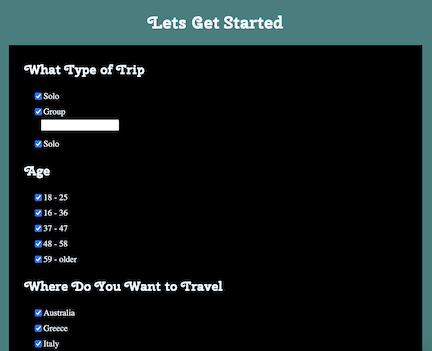 Lets Get Started
What Type of Trip
Solo
Group
Solo
Age
18 - 25
16 - 36
37 - 47
48 - 58
59 - older
Where Do You Want to Travel
Australia
Greece
Italy